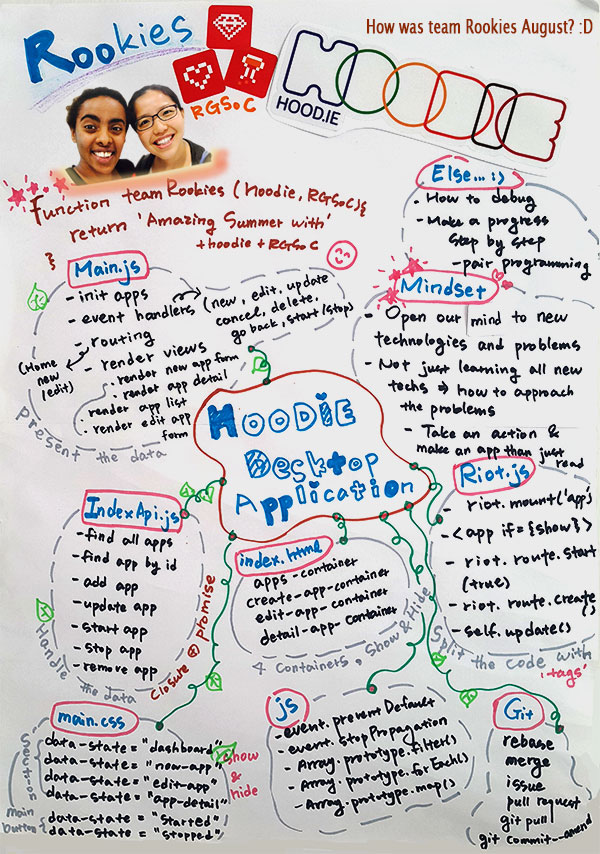 How was team Rookies August? :D
Rookies
RGSoC
HOODIE
HOOD.IE
Function team Rookies (hoodie, RGSoC){
return 'Amazing Summer with'
+ hoodie + RGSoC
}
Else... :)
- How to debug
- Make a progress
step by step
- pair programming
Main.js
- init apps
- event handlers
(new, edit, update
cancel, delete,
go back, start/stop)
- routing
(Home
new
edit)
- render views
- render new app form
- render app detail
render app list
- render edit app
form
present the data
Mindset
- Open our mind to new
technologies and problems
- Not just learning all new
techs ⇒ how to approach
the problems
- Take an action &
make an app than just
read
HOODIE
Desktop
Application
IndexApi.js
- find all apps
- find app by id
- add app
- update app
- start app
- stop app
- remove app
Handle
the data
closure + promise
index.html
apps-container
create-app-container
edit-app-container
detail-app-container
4 containers, Show & Hide
Riot.js
- riot.mount('app')
- <app if={show}>
- riot.route.start
(true)
- riot.route.create()
- self.update()
Split the code with
'tags'
main.css
data-state = "dashboard"
data-state = "new-app"
data-state = "edit-app"
data-state = "app-detail"
data-state = "started"
data-state = "stopped"
section
main
button
show
&
hide
js
- event.preventDefault
- event.stopPropagation
- Array.prototype.filter()
- Array.prototype.forEach()
- Array.prototype.map()
Git
rebase
merge
issue
pull request
git pull
git commit --amend